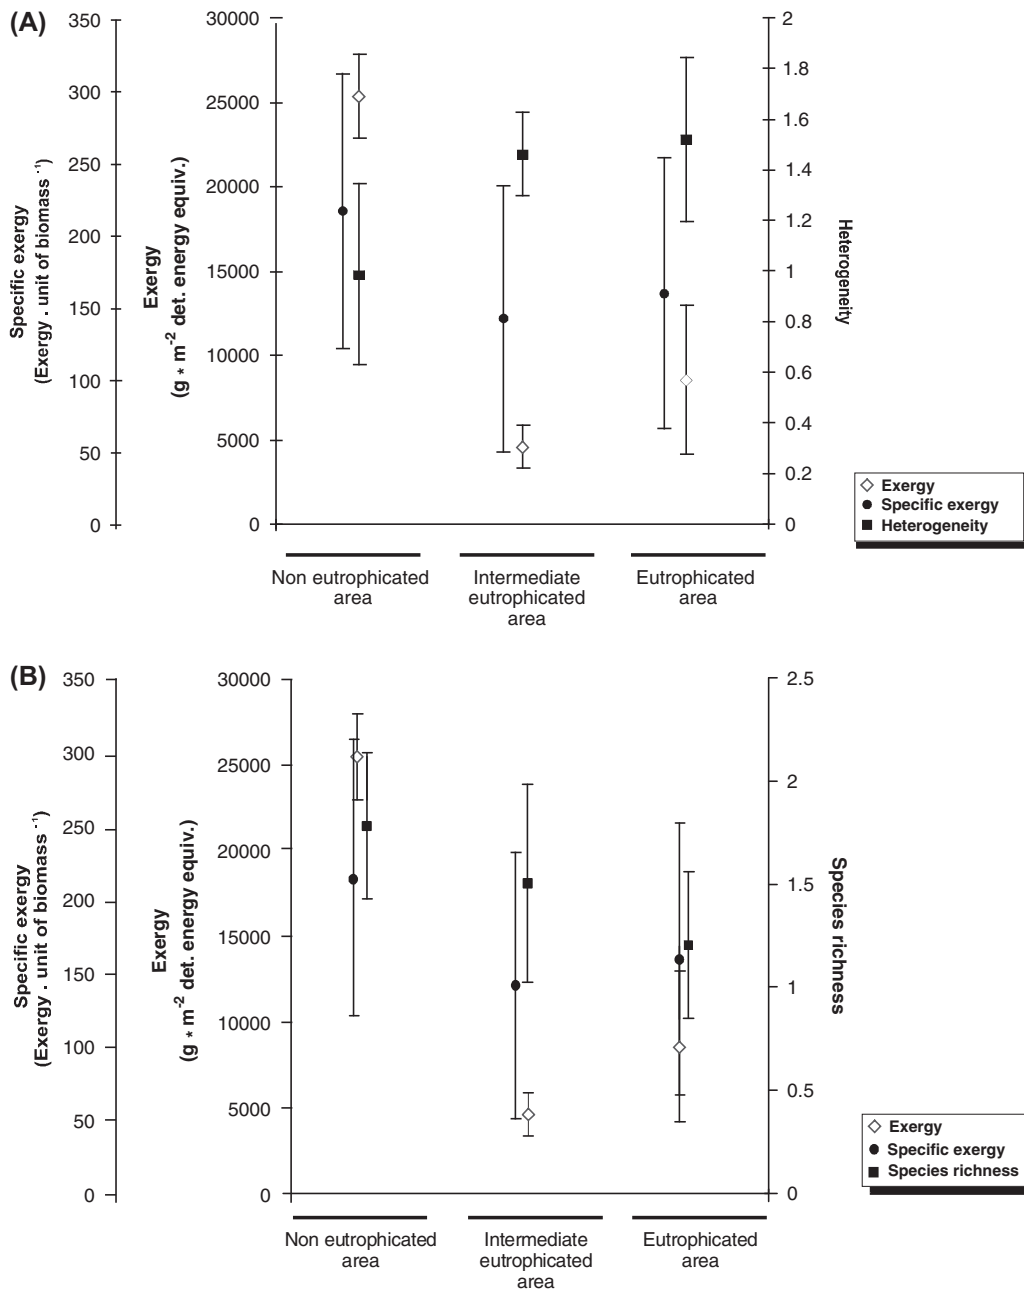 (A)
350
300
250
200
150
100
50
0
Specific exergy
(Exergy . unit of biomass -1)
30000
25000
20000
15000
10000
5000
0
Exergy
(g * m-2 det. energy equiv.)
2
1.8
1.6
1.4
1.2
1
0.8
0.6
0.4
0.2
0
Heterogeneity
Exergy
Specific exergy
Heterogeneity
Non eutrophicated
area
Intermediate
eutrophicated
area
Eutrophicated
area
(B)
350
300
250
200
150
100
50
0
Specific exergy
(Exergy . unit of biomass -1)
30000
25000
20000
15000
10000
5000
0
Exergy
(g * m-2 det. energy equiv.)
2.5
2
1.5
1
0.5
0
Species richness
Exergy
Specific exergy
Species richness
Non eutrophicated
area
Intermediate
eutrophicated
area
Eutrophicated
area